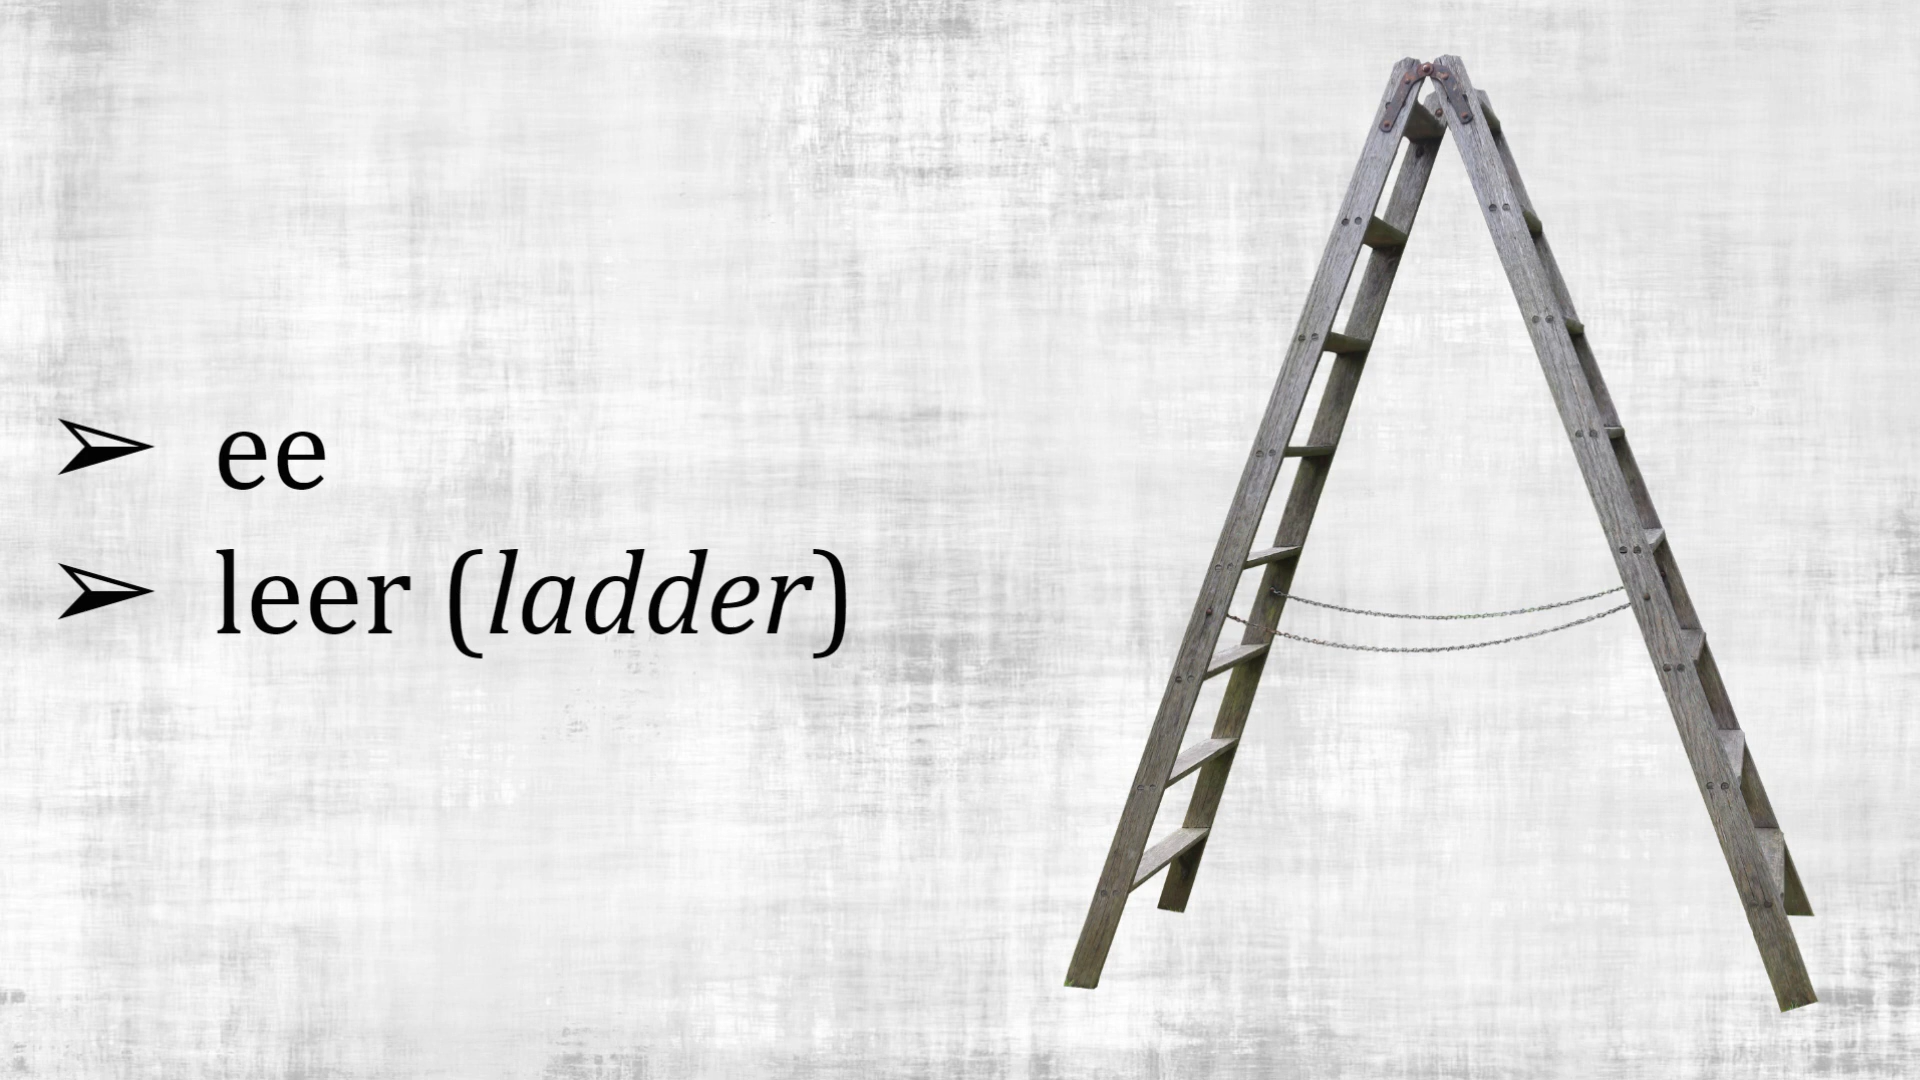 ➢ ee
➢ leer (ladder)